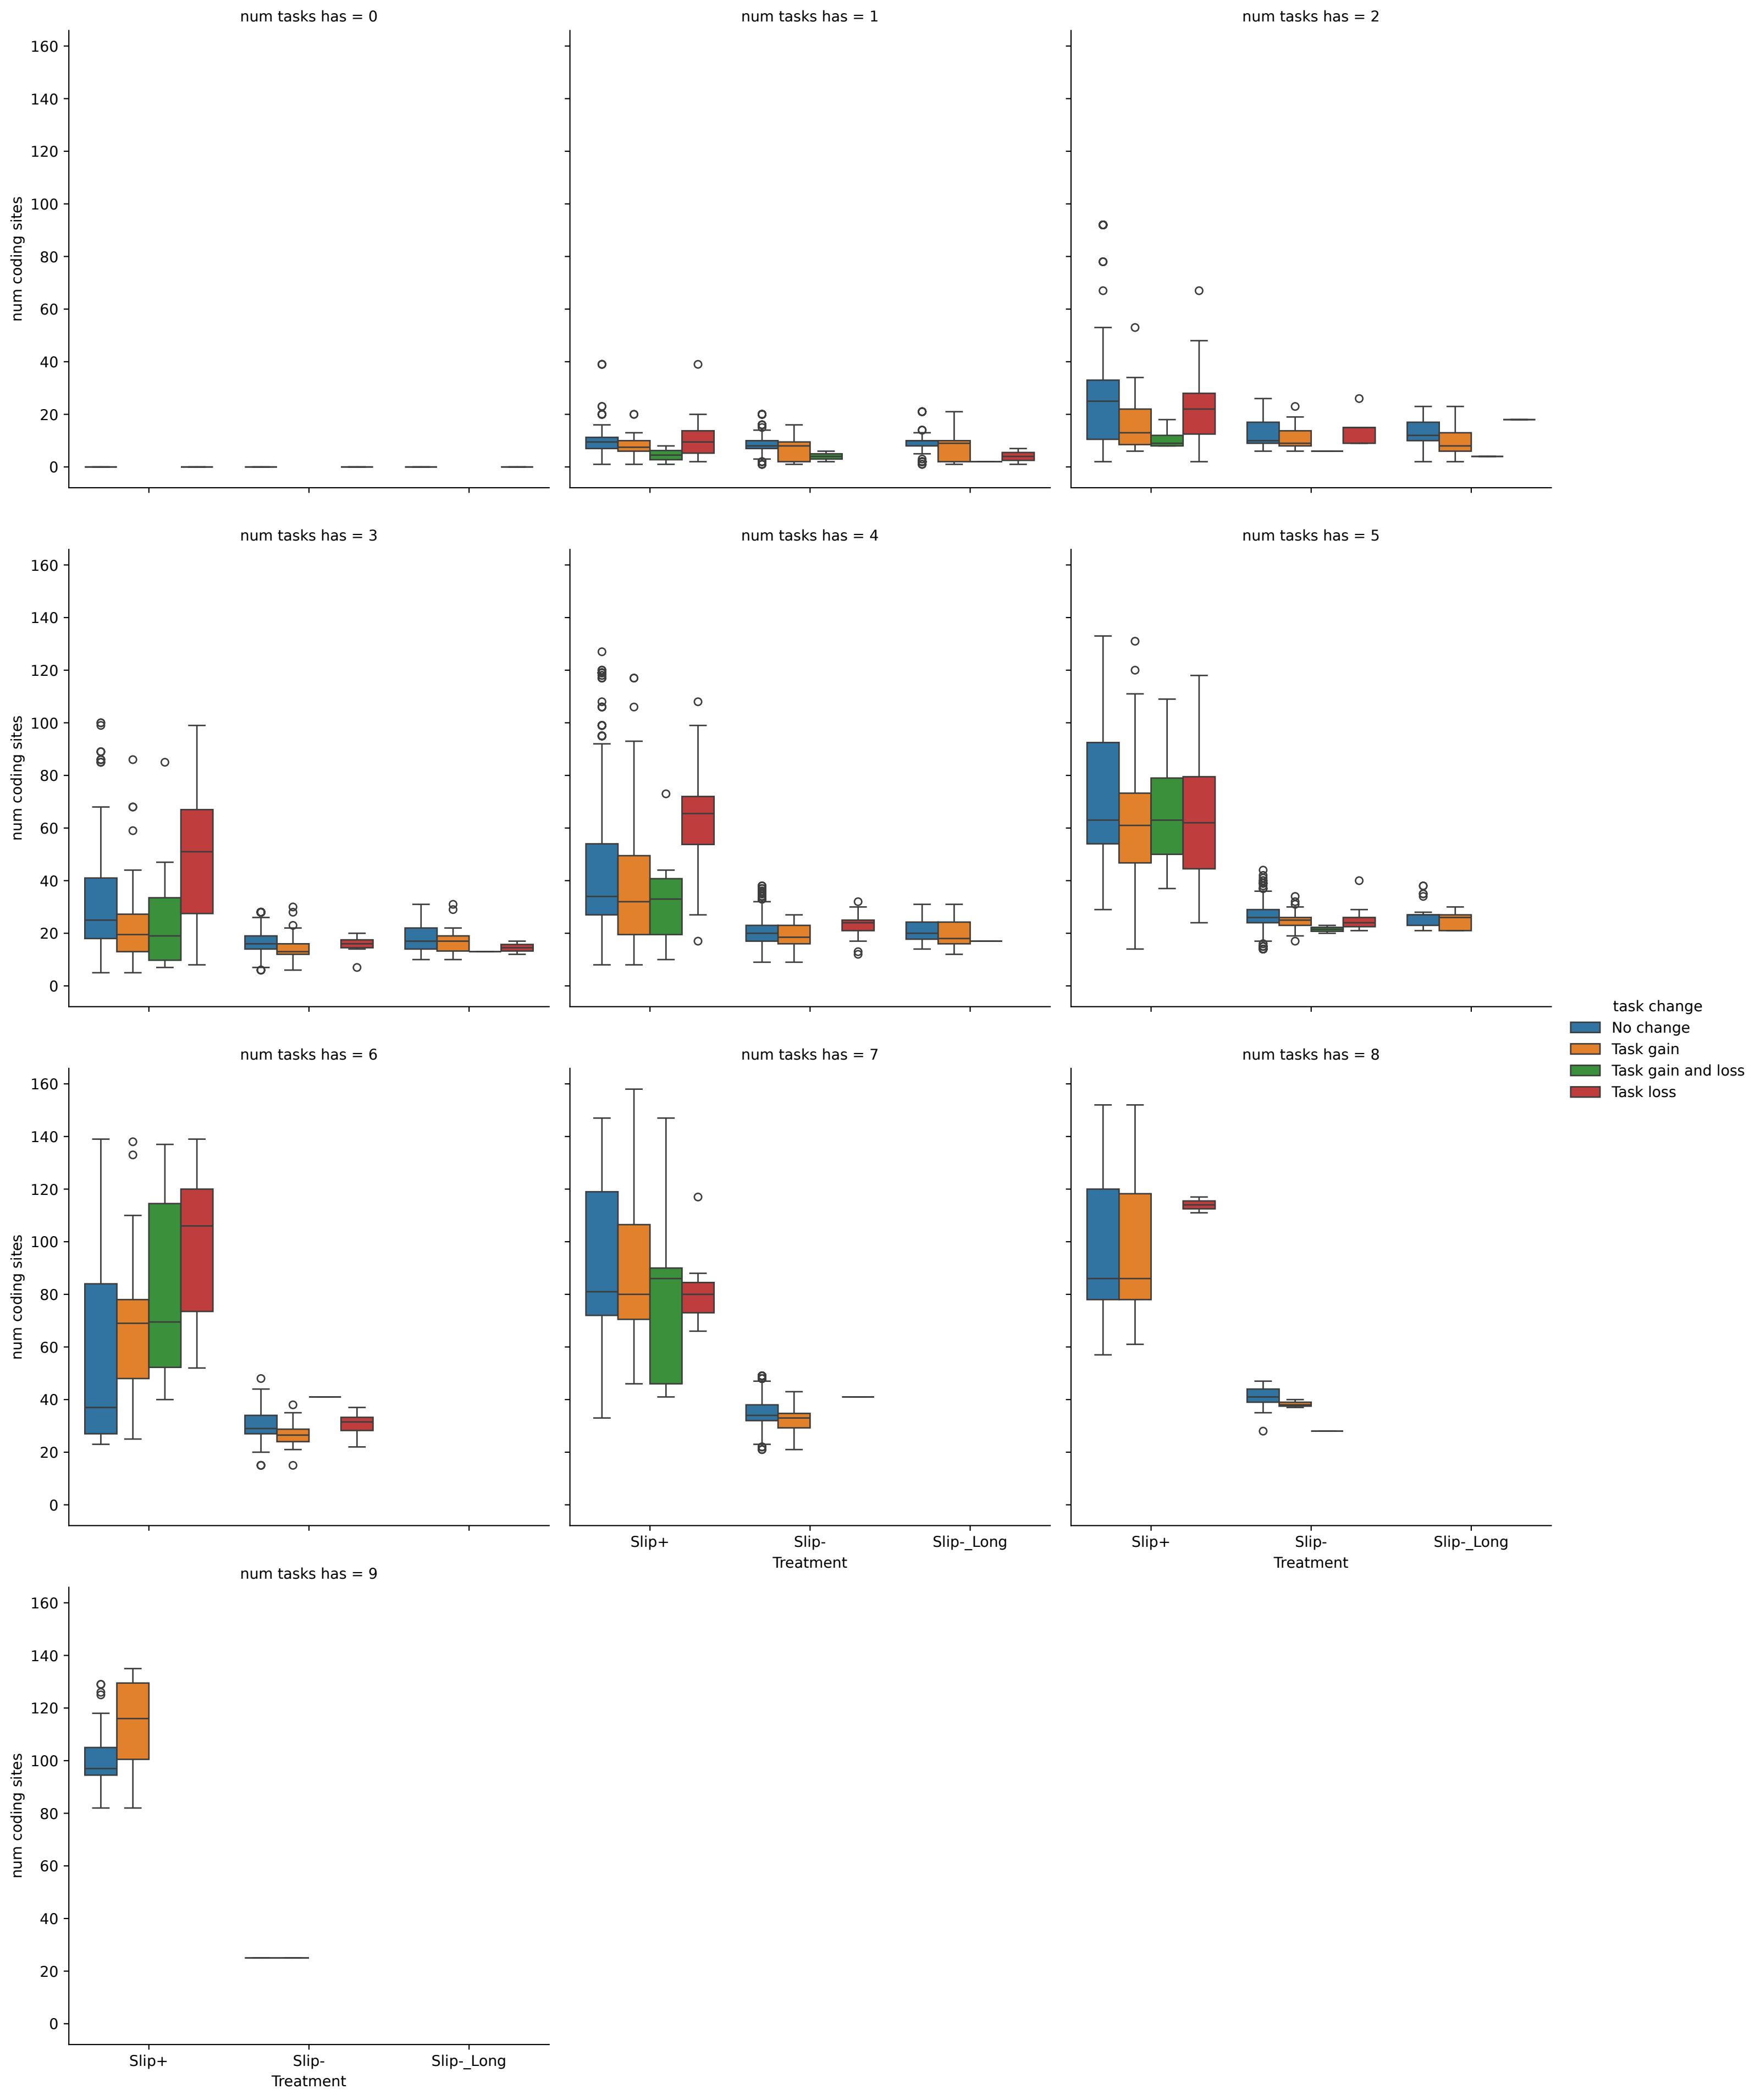 num tasks has = 0
num tasks has = 1
num tasks has = 2
160
140
120
100
80
60
40
20
0
num coding sites
num tasks has = 3
num tasks has = 4
num tasks has = 5
160
140
120
100
80
60
40
20
0
num coding sites
task change
No change
Task gain
Task gain and loss
Task loss
num tasks has = 6
num tasks has = 7
num tasks has = 8
160
140
120
100
80
60
40
20
0
num coding sites
Slip+ Slip- Slip-_Long
Treatment
Slip+ Slip- Slip-_Long
Treatment
num tasks has = 9
160
140
120
100
80
60
40
20
0
num coding sites
Slip+ Slip- Slip-_Long
Treatment